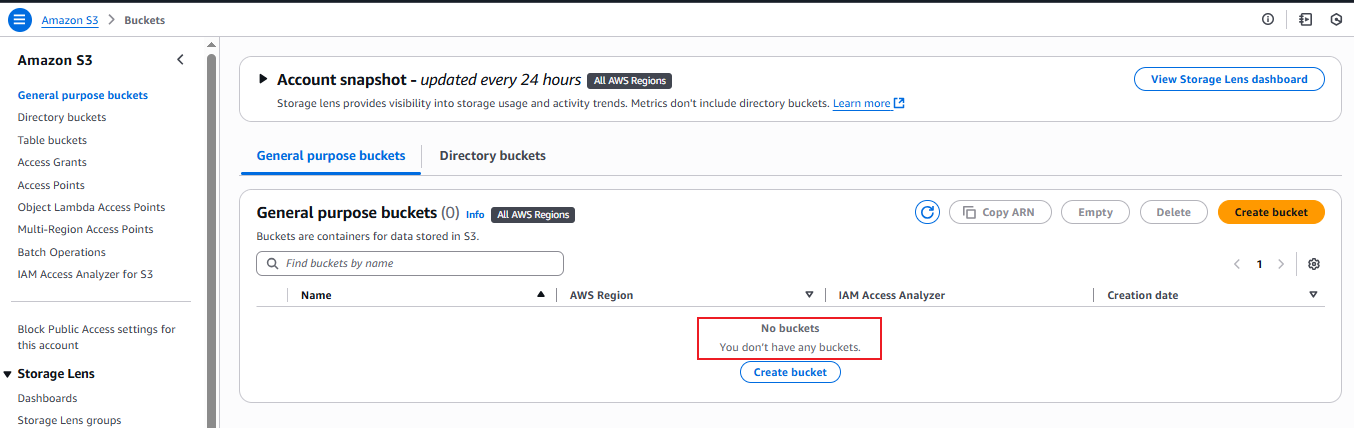 Amazon S3 > Buckets
Amazon S3
General purpose buckets
Directory buckets
Table buckets
Access Grants
Access Points
Object Lambda Access Points
Multi-Region Access Points
Batch Operations
IAM Access Analyzer for S3
Block Public Access settings for
this account
Storage Lens
Dashboards
Storage Lens groups
Account snapshot - updated every 24 hours All AWS Regions
View Storage Lens dashboard
Storage lens provides visibility into storage usage and activity trends. Metrics don't include directory buckets. Learn more
General purpose buckets Directory buckets
General purpose buckets (0) Info All AWS Regions
Copy ARN Empty Delete Create bucket
Buckets are containers for data stored in S3.
Find buckets by name
1
Name AWS Region IAM Access Analyzer Creation date
No buckets
You don't have any buckets.
Create bucket